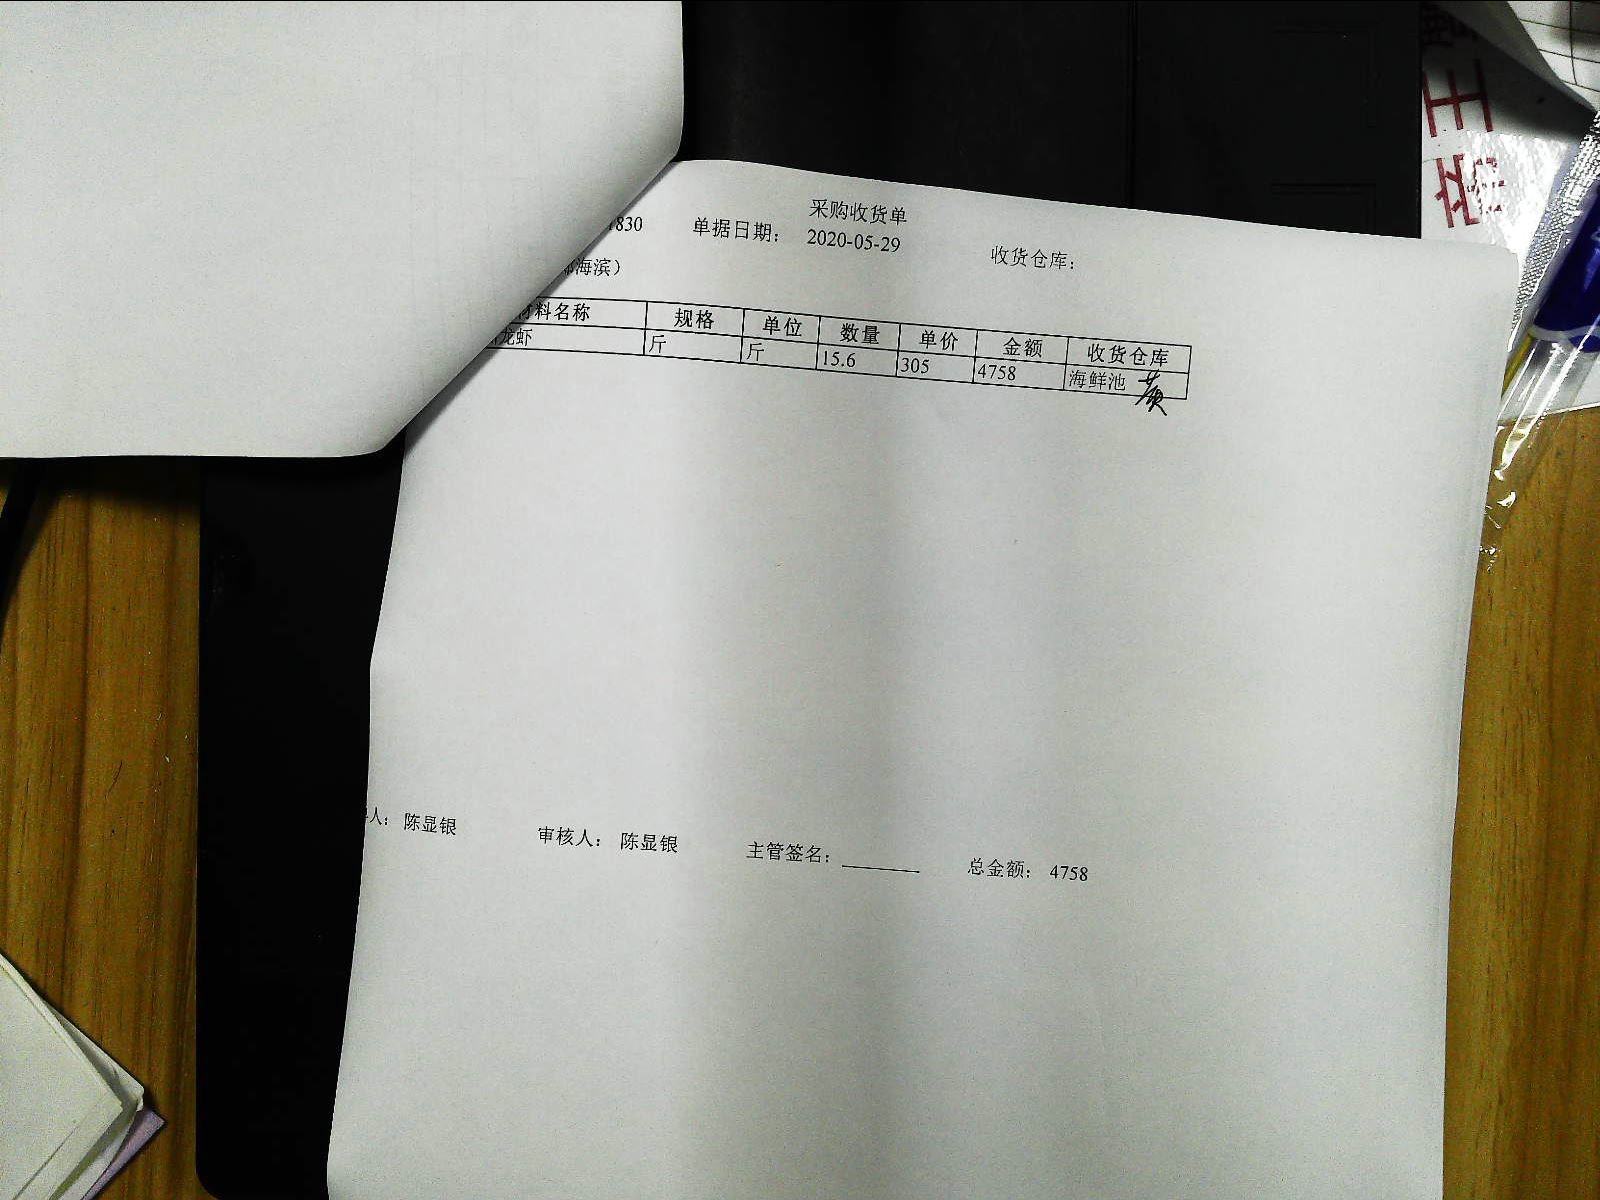 采购收货单
830 单据日期： 2020-05-29 收货仓库：
海滨）
料名称 规格 单位 数量 单价 金额 收货仓库
龙虾 斤 斤 15.6 305 4758 海鲜池 黄
人： 陈显银 审核人： 陈显银 主管签名： 总金额： 4758